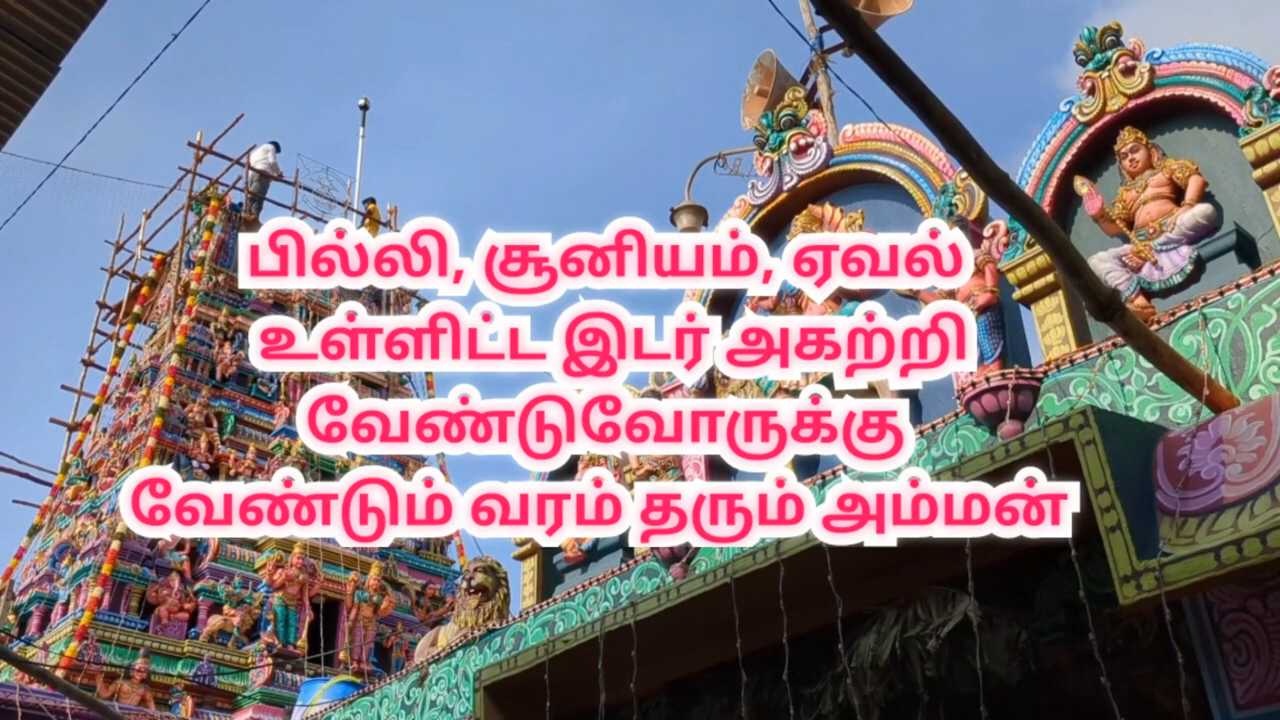 பில்லி, சூனியம், ஏவல்
உள்ளிட்ட இடர் அகற்றி
வேண்டுவோருக்கு
வேண்டும் வரம் தரும் அம்மன்